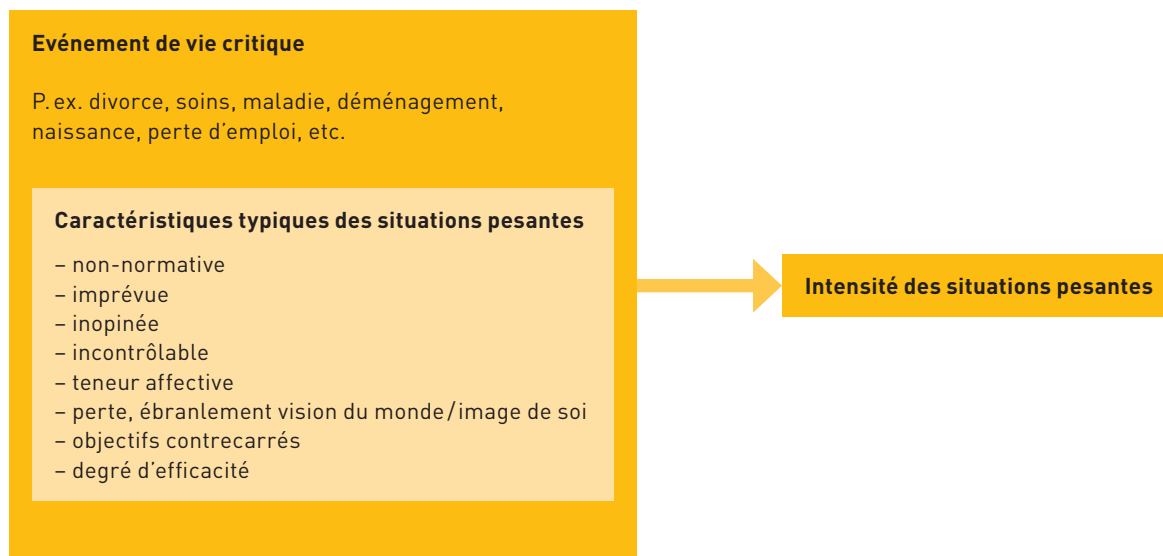 Evénement de vie critique
P. ex. divorce, soins, maladie, déménagement,
naissance, perte d'emploi, etc.
Caractéristiques typiques des situations pesantes
– non-normative
– imprévue
– inopinée
– incontrôlable
– teneur affective
– perte, ébranlement vision du monde/image de soi
– objectifs contrecarrés
– degré d'efficacité
Intensité des situations pesantes